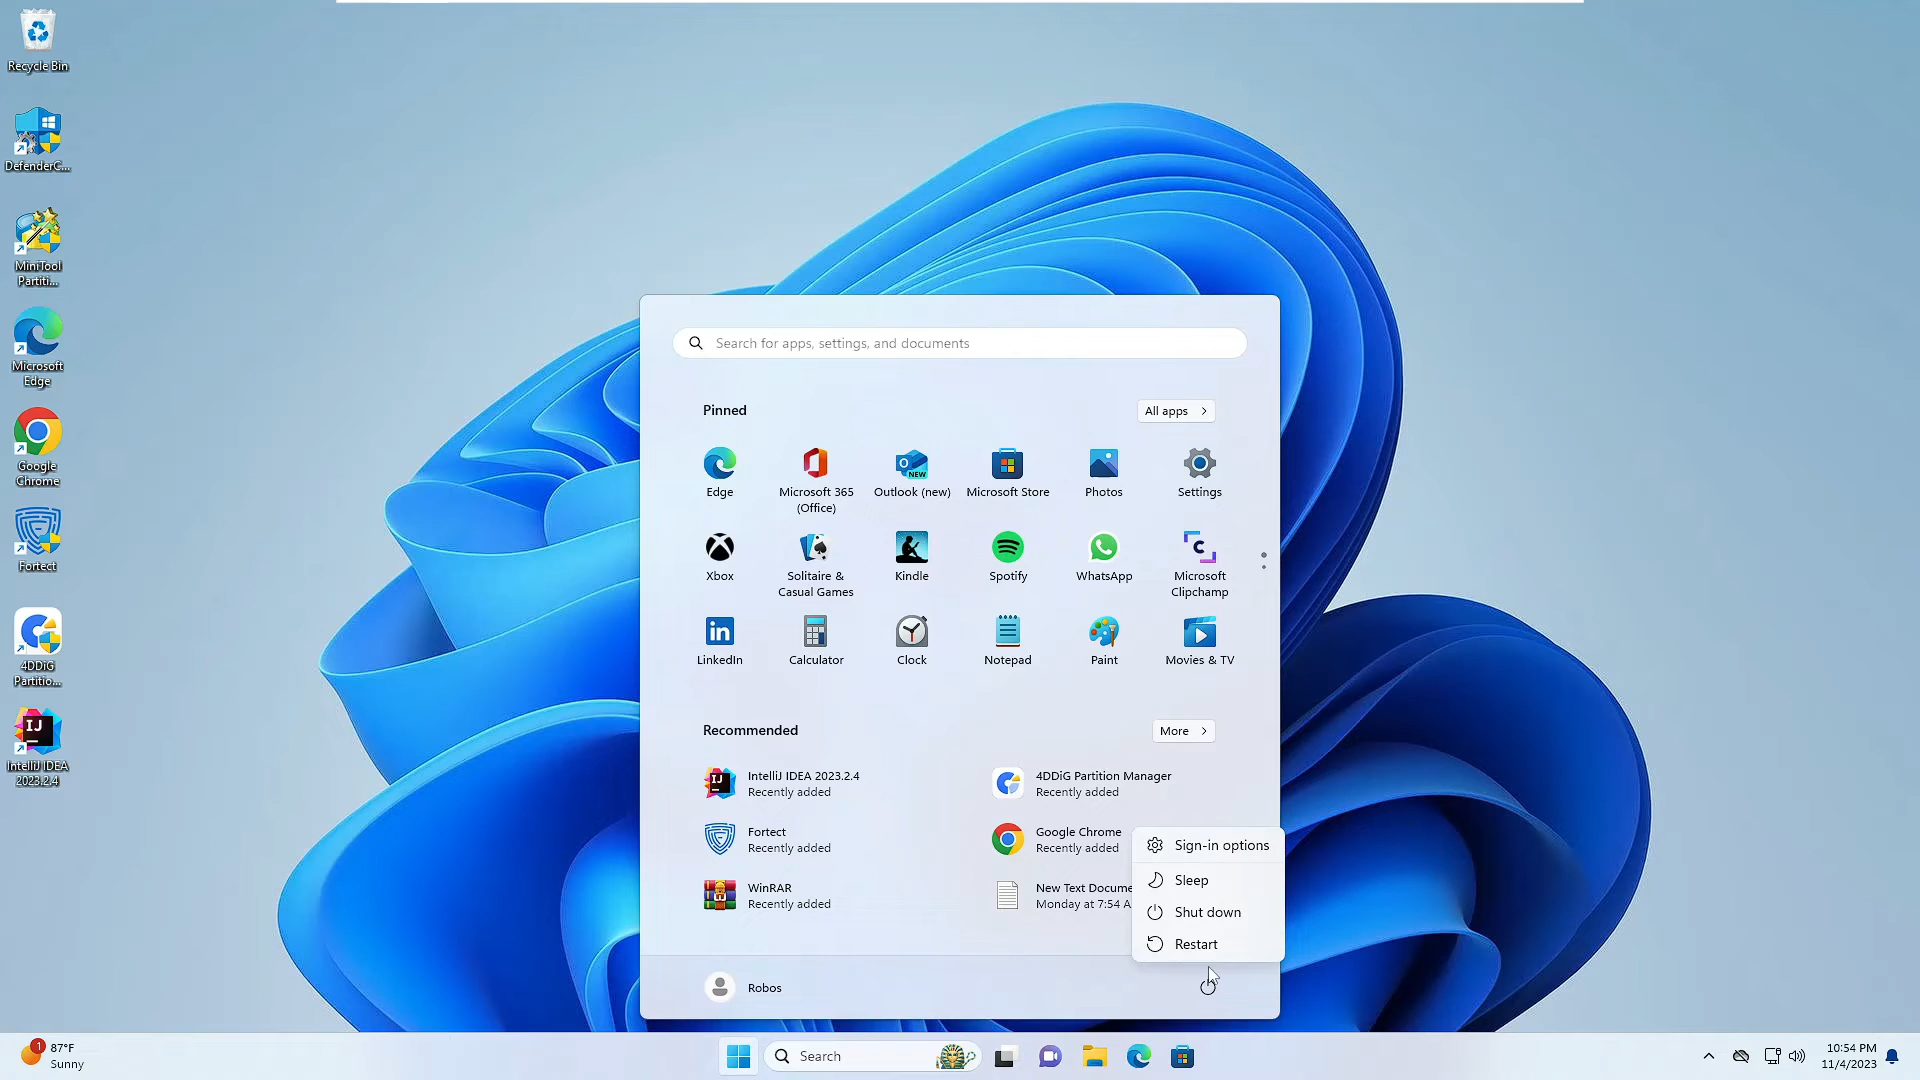 Recycle Bin
DefenderC...
MiniTool
Partiti...
Microsoft
Edge
Google
Chrome
Fortect
4DDiG
Partitio...
IntelliJ IDEA
2023.2.4
Search for apps, settings, and documents
Pinned
All apps
Edge
Microsoft 365
(Office)
Outlook (new)
NEW
Microsoft Store
Photos
Settings
Xbox
Solitaire &
Casual Games
Kindle
Spotify
WhatsApp
Microsoft
Clipchamp
LinkedIn
Calculator
Clock
Notepad
Paint
Movies & TV
Recommended
More
IntelliJ IDEA 2023.2.4
Recently added
4DDiG Partition Manager
Recently added
Fortect
Recently added
Google Chrome
Recently added
WinRAR
Recently added
New Text Docume
Monday at 7:54 A
Sign-in options
Sleep
Shut down
Restart
Robos
1
87°F
Sunny
Search
10:54 PM
11/4/2023